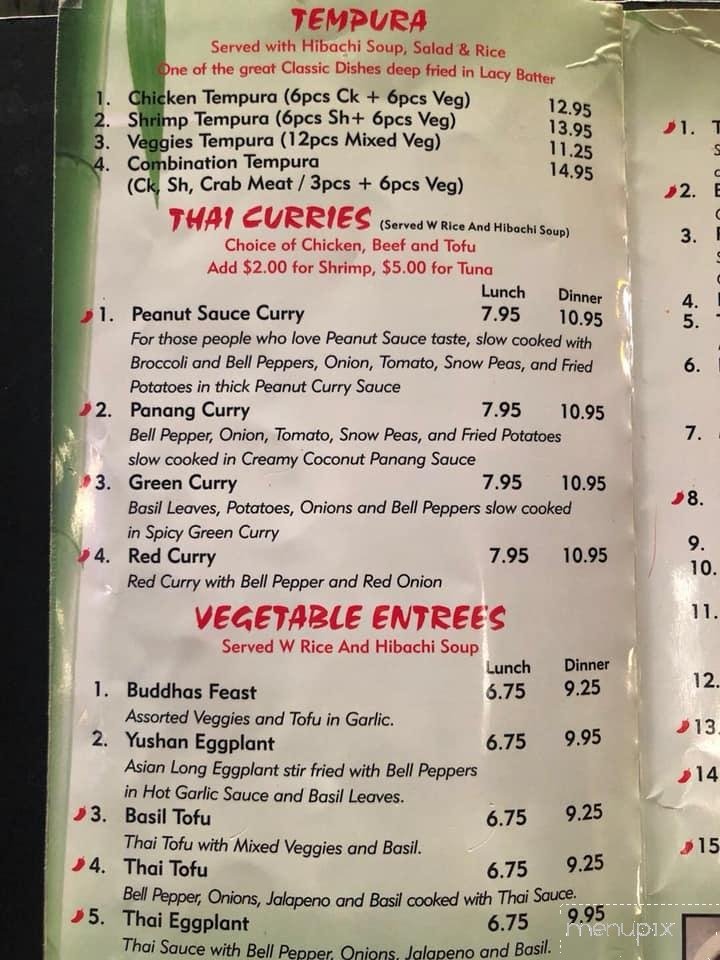 TEMPURA
Served with Hibachi Soup, Salad & Rice
One of the great Classic Dishes deep fried in Lacy Batter
1. Chicken Tempura (6pcs Ck + 6pcs Veg) 12.95
2. Shrimp Tempura (6pcs Sh+ 6pcs Veg) 13.95
3. Veggies Tempura (12pcs Mixed Veg) 11.25
4. Combination Tempura 14.95
(Ck, Sh, Crab Meat / 3pcs + 6pcs Veg)
THAI CURRIES (Served W Rice And Hibachi Soup)
Choice of Chicken, Beef and Tofu
Add $2.00 for Shrimp, $5.00 for Tuna
Lunch Dinner
1. Peanut Sauce Curry 7.95 10.95
For those people who love Peanut Sauce taste, slow cooked with
Broccoli and Bell Peppers, Onion, Tomato, Snow Peas, and Fried
Potatoes in thick Peanut Curry Sauce
2. Panang Curry 7.95 10.95
Bell Pepper, Onion, Tomato, Snow Peas, and Fried Potatoes
slow cooked in Creamy Coconut Panang Sauce
3. Green Curry 7.95 10.95
Basil Leaves, Potatoes, Onions and Bell Peppers slow cooked
in Spicy Green Curry
4. Red Curry 7.95 10.95
Red Curry with Bell Pepper and Red Onion
VEGETABLE ENTREES
Served W Rice And Hibachi Soup
Lunch Dinner
1. Buddhas Feast 6.75 9.25
Assorted Veggies and Tofu in Garlic.
2. Yushan Eggplant 6.75 9.95
Asian Long Eggplant stir fried with Bell Peppers
in Hot Garlic Sauce and Basil Leaves.
3. Basil Tofu 6.75 9.25
Thai Tofu with Mixed Veggies and Basil.
4. Thai Tofu 6.75 9.25
Bell Pepper, Onions, Jalapeno and Basil cooked with Thai Sauce.
5. Thai Eggplant 6.75 9.95
Thai Sauce with Bell Pepper, Onions, Jalapeno and Basil.
1.
2.
3.
4.
5.
6.
7.
8.
9.
10.
11.
12.
13.
14
15
menupix